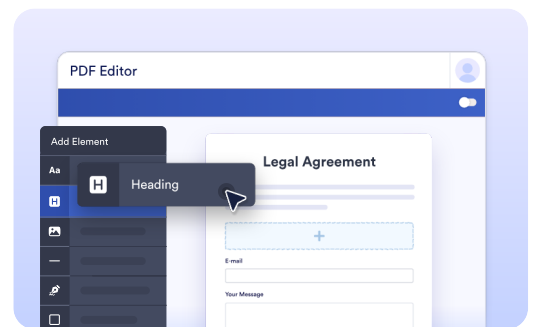 PDF Editor
Add Element
Legal Agreement
Aa
H
Heading
H
E-mail
Your Message